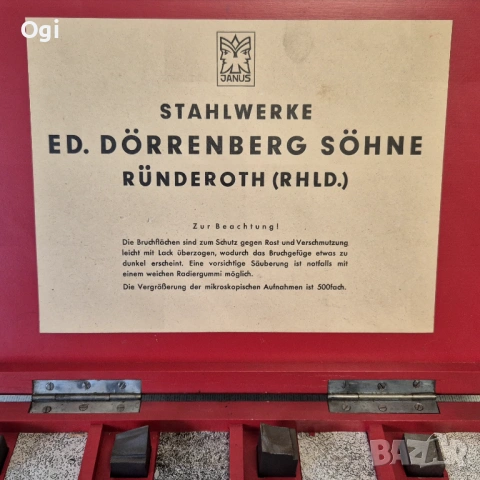 Ogi
JANUS
STAHLWERKE
ED. DÖRRENBERG SÖHNE
RÜNDEROTH (RHLD.)
Zur Beachtung!
Die Bruchflöchen sind zum Schutz gegen Rost und Verschmutzung
leicht mit Lack überzogen, wodurch das Bruchgefüge etwas zu
dunkel erscheint. Eine vorsichtige Säuberung ist notfalls mit
einem weichen Radiergummi möglich.
Die Vergrößerung der mikroskopischen Aufnahmen ist 500fach.
BAZAR